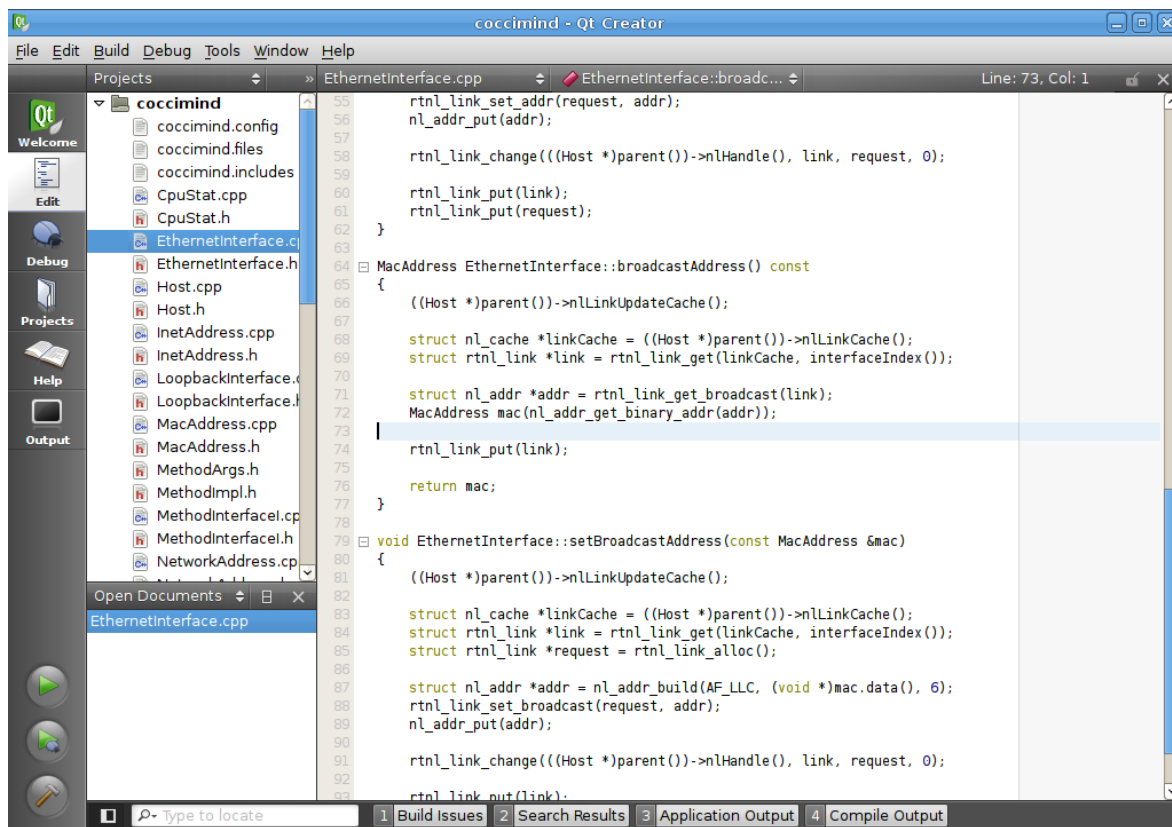 coccimind - Qt Creator
File Edit Build Debug Tools Window Help
Projects » EthernetInterface.cpp EthernetInterface::broadc... Line: 73, Col: 1
Qt
Welcome
Edit
Debug
Projects
Help
Output
coccimind
coccimind.config
coccimind.files
coccimind.includes
CpuStat.cpp
CpuStat.h
EthernetInterface.c
EthernetInterface.h
Host.cpp
Host.h
InetAddress.cpp
InetAddress.h
LoopbackInterface.
LoopbackInterface.
MacAddress.cpp
MacAddress.h
MethodArgs.h
MethodImpl.h
MethodInterfaceI.cp
MethodInterfaceI.h
NetworkAddress.cp
Open Documents
EthernetInterface.cpp
55 rtnl_link_set_addr(request, addr);
56 nl_addr_put(addr);
57
58 rtnl_link_change(((Host *)parent())->nlHandle(), link, request, 0);
59
60 rtnl_link_put(link);
61 rtnl_link_put(request);
62 }
63
64 MacAddress EthernetInterface::broadcastAddress() const
65 {
66 ((Host *)parent())->nlLinkUpdateCache();
67
68 struct nl_cache *linkCache = ((Host *)parent())->nlLinkCache();
69 struct rtnl_link *link = rtnl_link_get(linkCache, interfaceIndex());
70
71 struct nl_addr *addr = rtnl_link_get_broadcast(link);
72 MacAddress mac(nl_addr_get_binary_addr(addr));
73
74 rtnl_link_put(link);
75
76 return mac;
77 }
78
79 void EthernetInterface::setBroadcastAddress(const MacAddress &mac)
80 {
81 ((Host *)parent())->nlLinkUpdateCache();
82
83 struct nl_cache *linkCache = ((Host *)parent())->nlLinkCache();
84 struct rtnl_link *link = rtnl_link_get(linkCache, interfaceIndex());
85 struct rtnl_link *request = rtnl_link_alloc();
86
87 struct nl_addr *addr = nl_addr_build(AF_LLC, (void *)mac.data(), 6);
88 rtnl_link_set_broadcast(request, addr);
89 nl_addr_put(addr);
90
91 rtnl_link_change(((Host *)parent())->nlHandle(), link, request, 0);
92
93 rtnl_link_put(link);
Type to locate 1 Build Issues 2 Search Results 3 Application Output 4 Compile Output